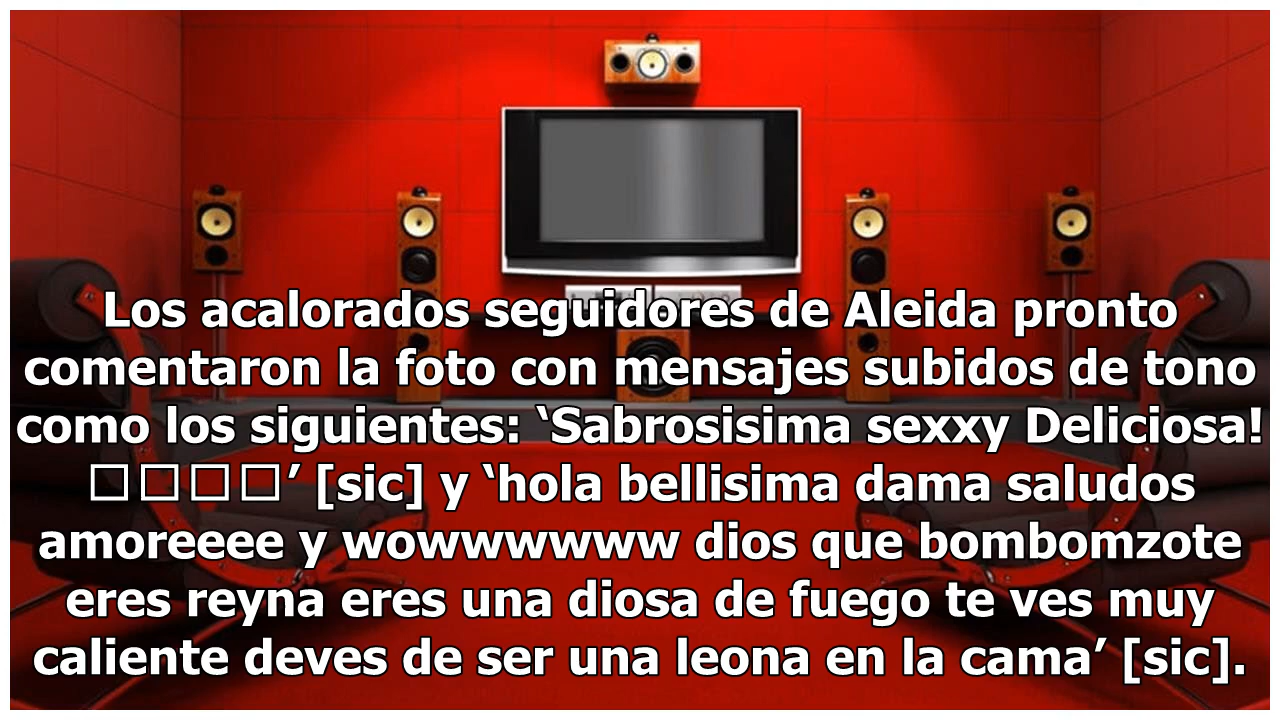 Los acalorados seguidores de Aleida pronto
comentaron la foto con mensajes subidos de tono
como los siguientes: ‘Sabrosisima sexxy Deliciosa!
□□□□’ [sic] y ‘hola bellisima dama saludos
amoreeee y wowwwwww dios que bombomzote
eres reyna eres una diosa de fuego te ves muy
caliente deves de ser una leona en la cama’ [sic].